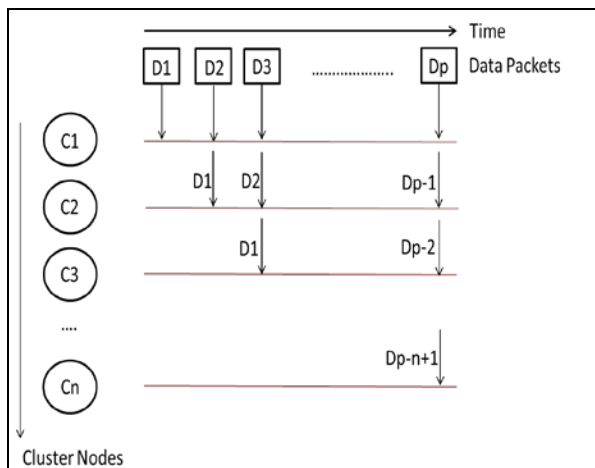 Time
D1 D2 D3 .................... Dp Data Packets
C1
D1 D2 Dp-1
C2
D1 Dp-2
C3
....
Dp-n+1
Cn
Cluster Nodes